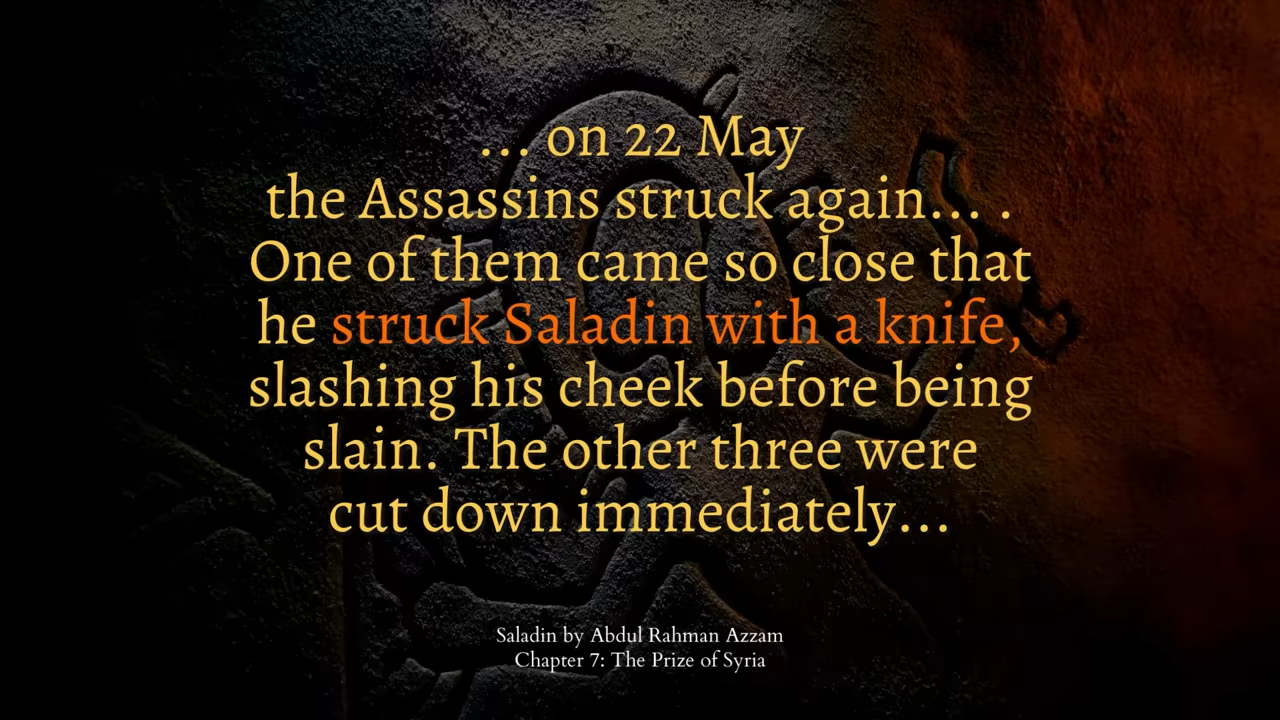 ... on 22 May
the Assassins struck again... .
One of them came so close that
he struck Saladin with a knife,
slashing his cheek before being
slain. The other three were
cut down immediately...
Saladin by Abdul Rahman Azzam
Chapter 7: The Prize of Syria